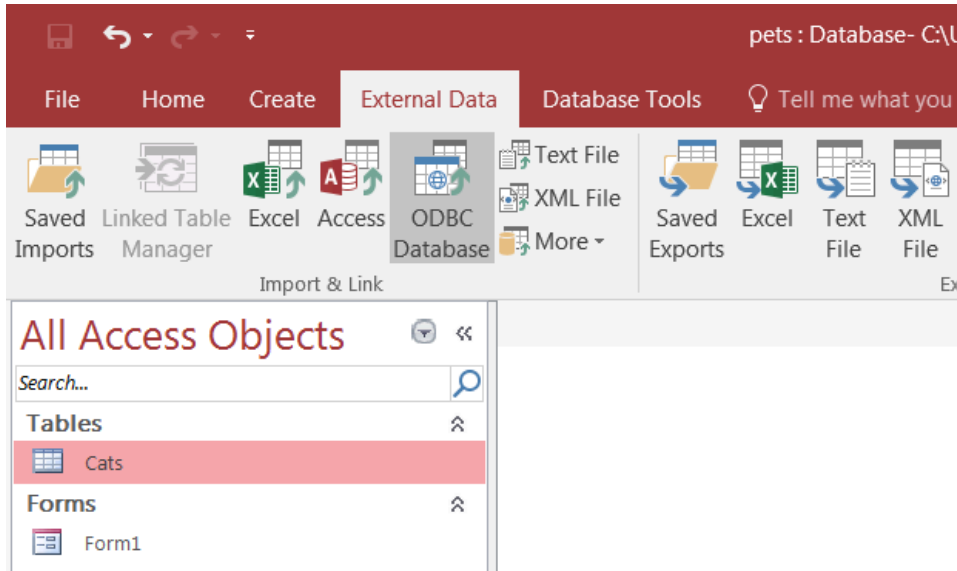 pets : Database- C:\U
File Home Create External Data Database Tools Tell me what you
Saved Imports
Linked Table Manager
Excel
Access
ODBC Database
Text File
XML File
More
Saved Exports
Excel
Text File
XML File
Import & Link
Ex
All Access Objects
Search...
Tables
Cats
Forms
Form1